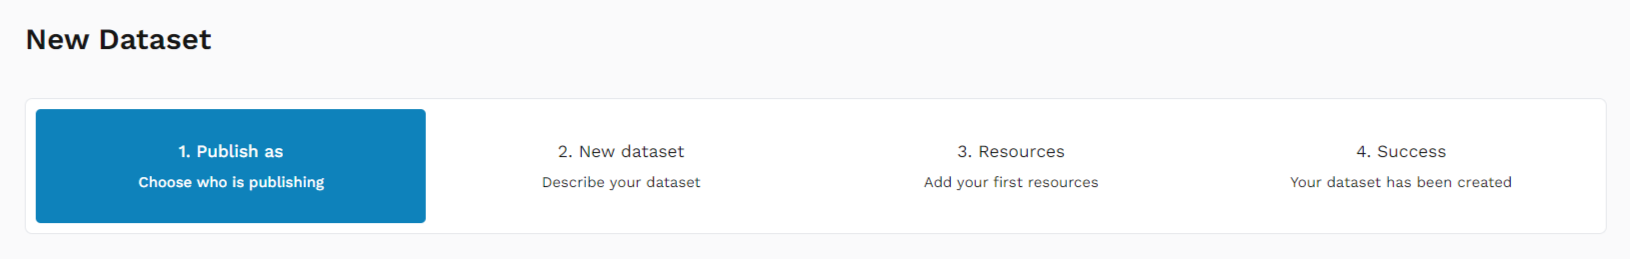 New Dataset
1. Publish as
Choose who is publishing
2. New dataset
Describe your dataset
3. Resources
Add your first resources
4. Success
Your dataset has been created